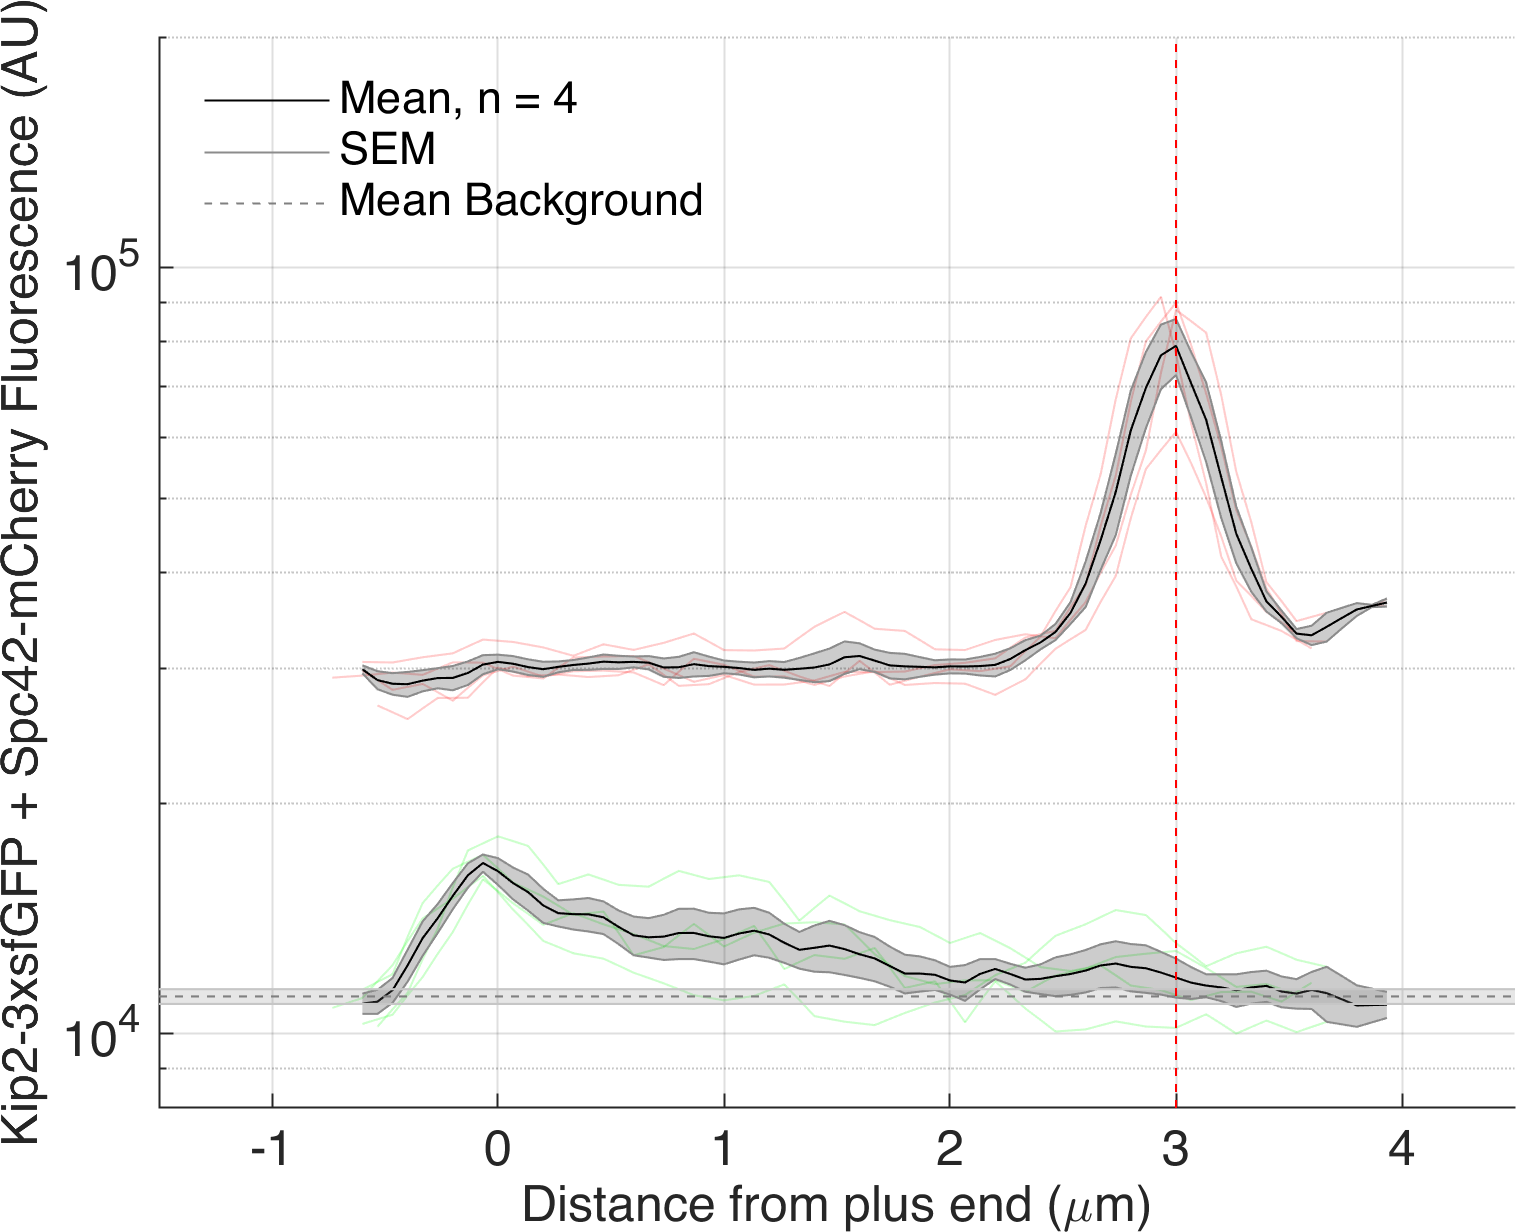 Kip2-3xsfGFP + Spc42-mCherry Fluorescence (AU)
Mean, n = 4
SEM
Mean Background
10^5
10^4
-1 0 1 2 3 4
Distance from plus end (μm)